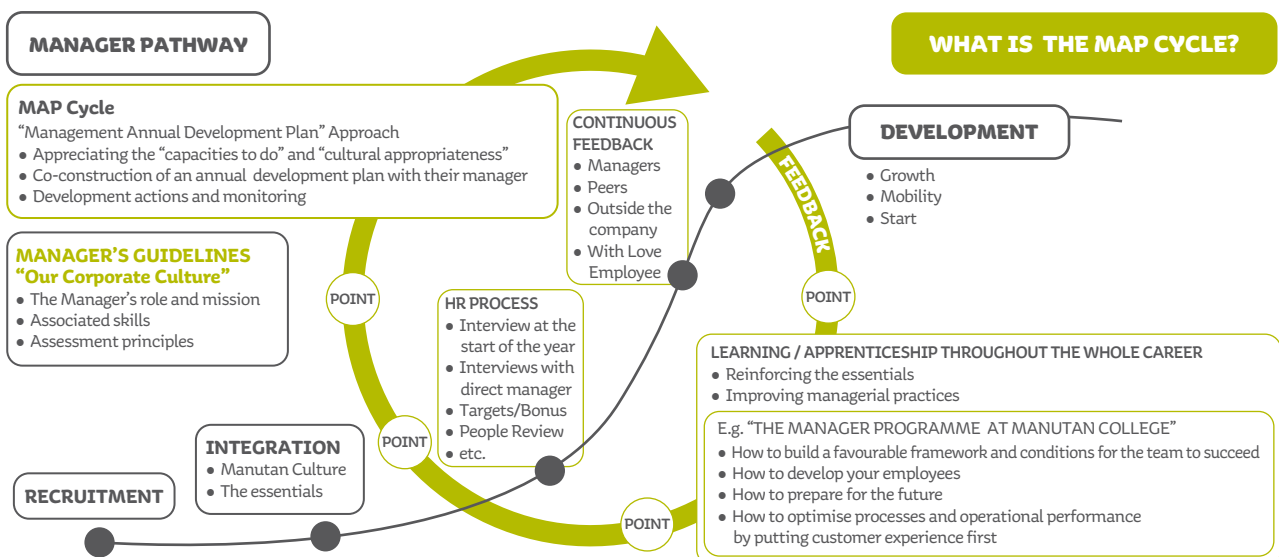 MANAGER PATHWAY
WHAT IS THE MAP CYCLE?
MAP Cycle
“Management Annual Development Plan” Approach
● Appreciating the “capacities to do” and “cultural appropriateness”
● Co-construction of an annual development plan with their manager
● Development actions and monitoring
MANAGER’S GUIDELINES
“Our Corporate Culture”
● The Manager’s role and mission
● Associated skills
● Assessment principles
CONTINUOUS
FEEDBACK
● Managers
● Peers
● Outside the
company
● With Love
Employee
FEEDBACK
DEVELOPMENT
● Growth
● Mobility
● Start
POINT
POINT
HR PROCESS
● Interview at the
start of the year
● Interviews with
direct manager
● Targets/Bonus
● People Review
● etc.
POINT
POINT
INTEGRATION
● Manutan Culture
● The essentials
RECRUITMENT
LEARNING / APPRENTICESHIP THROUGHOUT THE WHOLE CAREER
● Reinforcing the essentials
● Improving managerial practices
E.g. “THE MANAGER PROGRAMME AT MANUTAN COLLEGE”
● How to build a favourable framework and conditions for the team to succeed
● How to develop your employees
● How to prepare for the future
● How to optimise processes and operational performance
by putting customer experience first